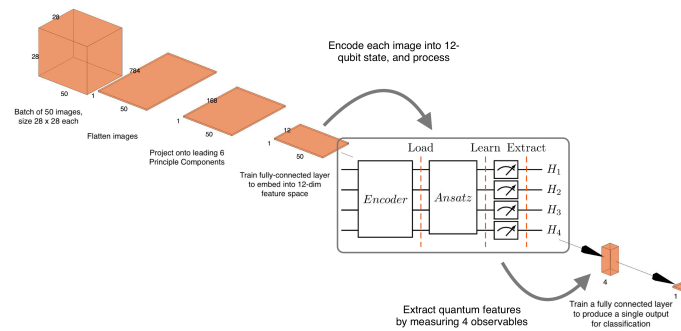 28
28
50
Batch of 50 images,
size 28 x 28 each
784
1
50
Flatten images
168
1
50
Project onto leading 6
Principle Components
12
1
50
Train fully-connected layer
to embed into 12-dim
feature space
Encode each image into 12-
qubit state, and process
Load
Learn
Extract
Encoder
Ansatz
H1
H2
H3
H4
Extract quantum features
by measuring 4 observables
4
1
Train a fully connected layer
to produce a single output
for classification